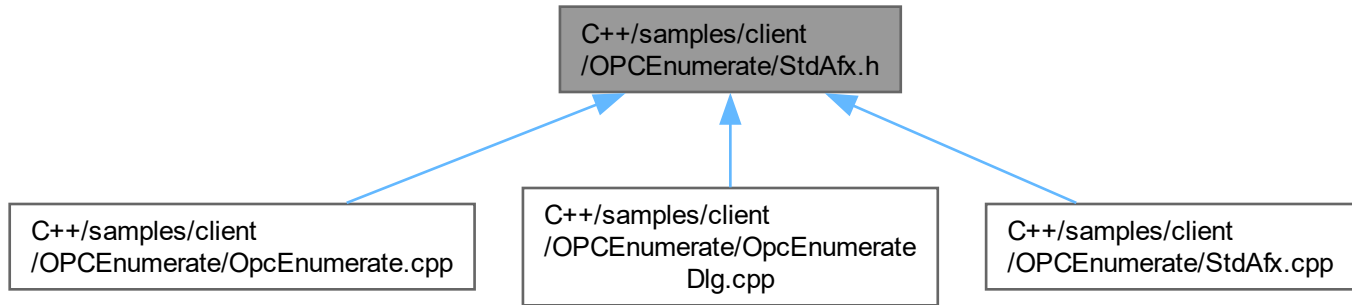 C++/samples/client
/OPCEnumerate/StdAfx.h
C++/samples/client
/OPCEnumerate/OpcEnumerate.cpp
C++/samples/client
/OPCEnumerate/OpcEnumerate
Dlg.cpp
C++/samples/client
/OPCEnumerate/StdAfx.cpp